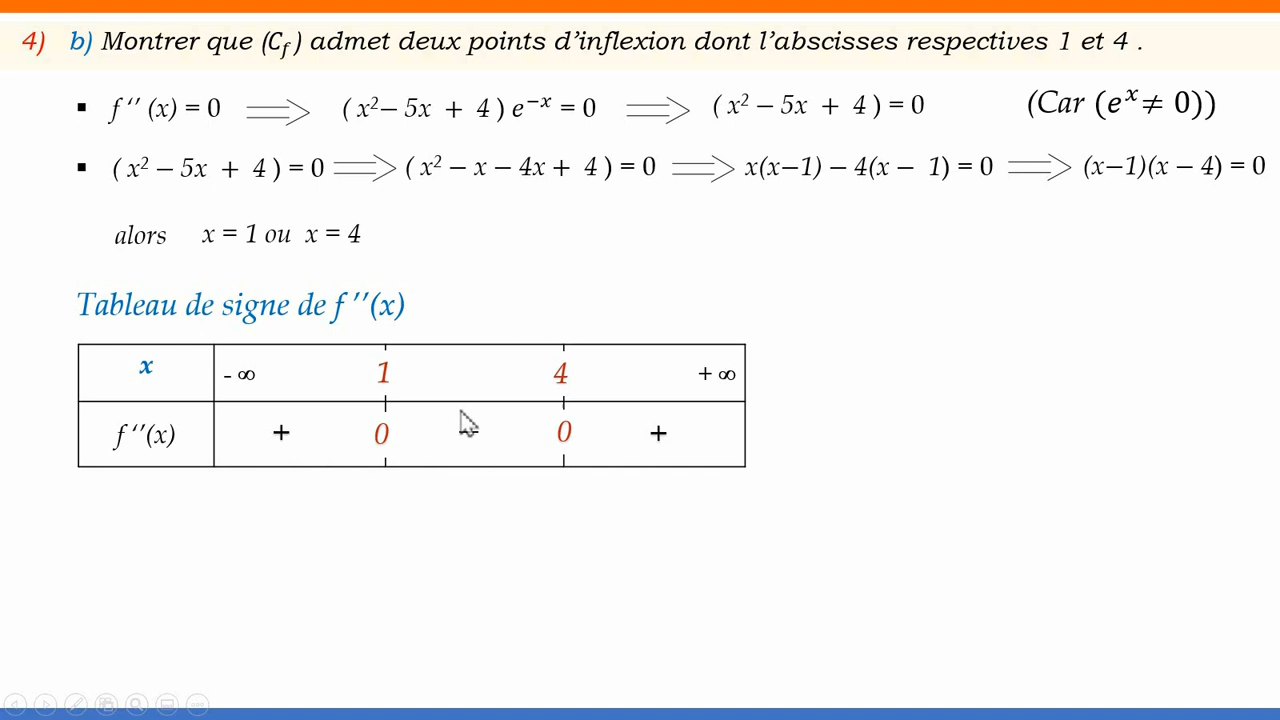 4) b) Montrer que (Cf) admet deux points d’inflexion dont l’abscisses respectives 1 et 4 .
▪ f ‘’ (x) = 0 ⟹ ( x² − 5x + 4 ) e⁻ˣ = 0 ⟹ ( x² − 5x + 4 ) = 0 (Car (eˣ ≠ 0))
▪ ( x² − 5x + 4 ) = 0 ⟹ ( x² − x − 4x + 4 ) = 0 ⟹ x(x−1) − 4(x − 1) = 0 ⟹ (x−1)(x − 4) = 0
alors x = 1 ou x = 4
Tableau de signe de f ’’(x)
x - ∞ 1 4 + ∞
f ‘’(x) + 0 − 0 +